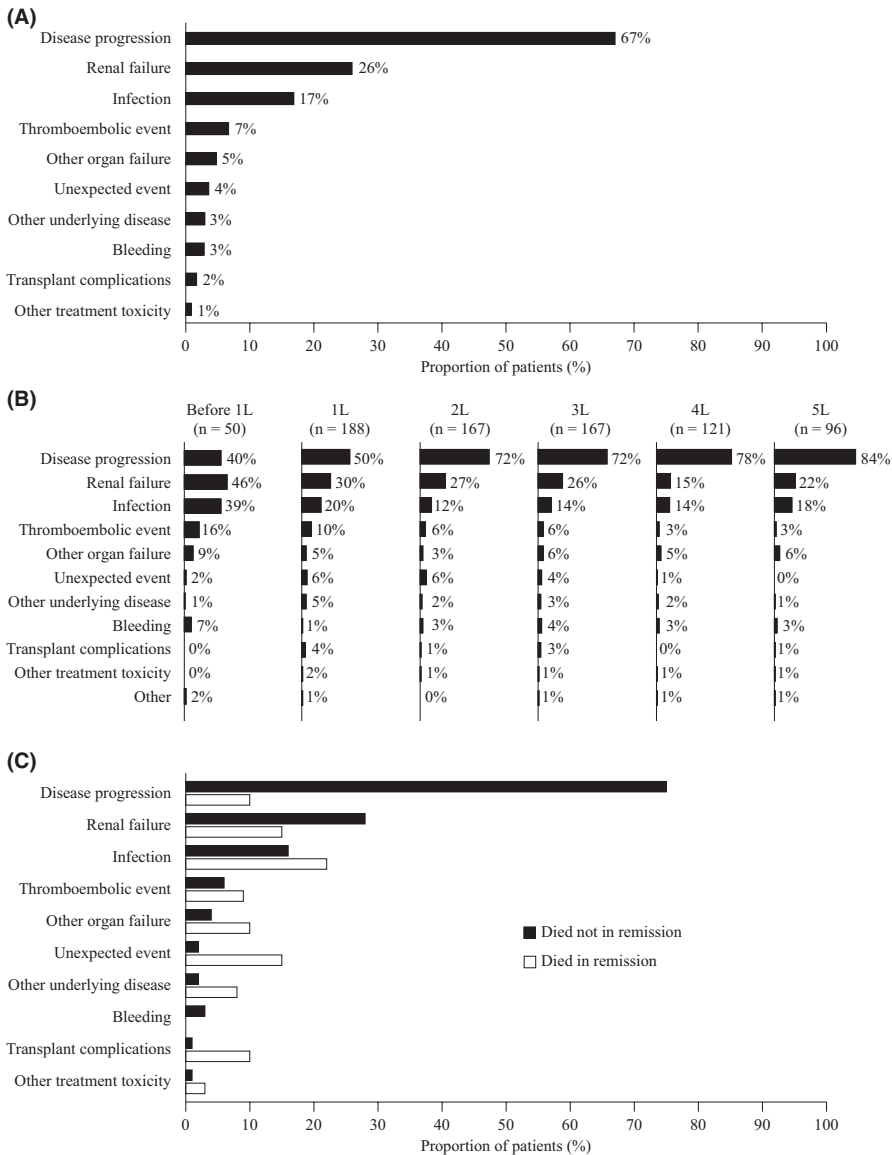 (A)
Disease progression 67%
Renal failure 26%
Infection 17%
Thromboembolic event 7%
Other organ failure 5%
Unexpected event 4%
Other underlying disease 3%
Bleeding 3%
Transplant complications 2%
Other treatment toxicity 1%
0 10 20 30 40 50 60 70 80 90 100
Proportion of patients (%)
(B)
Before 1L 1L 2L 3L 4L 5L
(n = 50) (n = 188) (n = 167) (n = 167) (n = 121) (n = 96)
Disease progression 40% 50% 72% 72% 78% 84%
Renal failure 46% 30% 27% 26% 15% 22%
Infection 39% 20% 12% 14% 14% 18%
Thromboembolic event 16% 10% 6% 6% 3% 3%
Other organ failure 9% 5% 3% 6% 5% 6%
Unexpected event 2% 6% 6% 4% 1% 0%
Other underlying disease 1% 5% 2% 3% 2% 1%
Bleeding 7% 1% 3% 4% 3% 3%
Transplant complications 0% 4% 1% 3% 0% 1%
Other treatment toxicity 0% 2% 1% 1% 1% 1%
Other 2% 1% 0% 1% 1% 1%
(C)
Disease progression
Renal failure
Infection
Thromboembolic event
Other organ failure
Died not in remission
Unexpected event
Died in remission
Other underlying disease
Bleeding
Transplant complications
Other treatment toxicity
0 10 20 30 40 50 60 70 80 90 100
Proportion of patients (%)